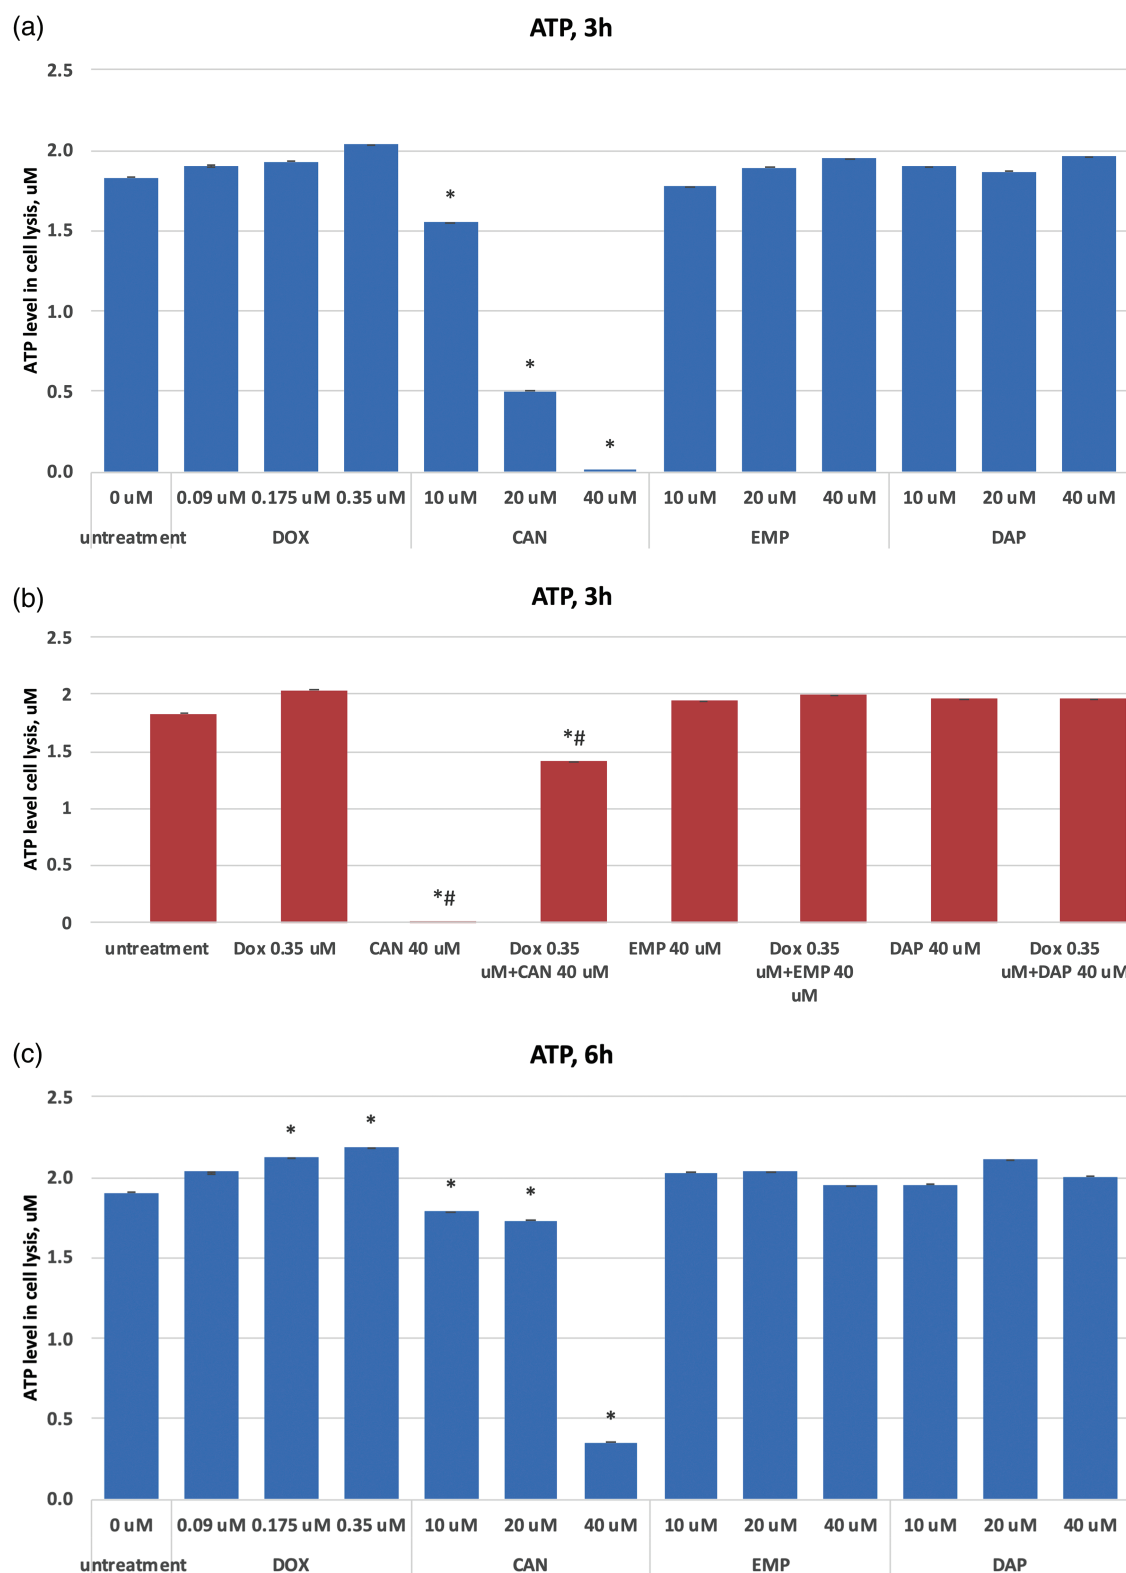 (a)
ATP, 3h
ATP level in cell lysis, uM
2.5
2.0
1.5
1.0
0.5
0.0
*
*
*
0 uM 0.09 uM 0.175 uM 0.35 uM 10 uM 20 uM 40 uM 10 uM 20 uM 40 uM 10 uM 20 uM 40 uM
untreatment DOX CAN EMP DAP
(b)
ATP, 3h
ATP level cell lysis, uM
2.5
2
1.5
1
0.5
0
*#
*#
untreatment Dox 0.35 uM CAN 40 uM Dox 0.35 EMP 40 uM Dox 0.35 DAP 40 uM Dox 0.35
uM+CAN 40 uM uM+EMP 40 uM+DAP 40 uM
uM
(c)
ATP, 6h
ATP level in cell lysis, uM
2.5
2.0
1.5
1.0
0.5
0.0
*
*
*
*
*
0 uM 0.09 uM 0.175 uM 0.35 uM 10 uM 20 uM 40 uM 10 uM 20 uM 40 uM 10 uM 20 uM 40 uM
untreatment DOX CAN EMP DAP